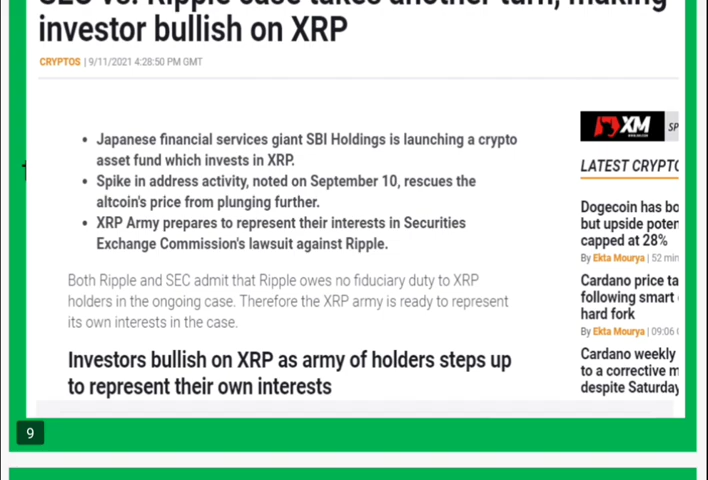 SEC vs. Ripple case takes another turn, making
investor bullish on XRP
CRYPTOS | 9/11/2021 4:28:50 PM GMT
• Japanese financial services giant SBI Holdings is launching a crypto
asset fund which invests in XRP.
• Spike in address activity, noted on September 10, rescues the
altcoin's price from plunging further.
• XRP Army prepares to represent their interests in Securities
Exchange Commission's lawsuit against Ripple.
Both Ripple and SEC admit that Ripple owes no fiduciary duty to XRP
holders in the ongoing case. Therefore the XRP army is ready to represent
its own interests in the case.
Investors bullish on XRP as army of holders steps up
to represent their own interests
XM SP
LATEST CRYPTO
Dogecoin has bo
but upside poten
capped at 28%
By Ekta Mourya | 52 min
Cardano price ta
following smart
hard fork
By Ekta Mourya | 09:06
Cardano weekly
to a corrective m
despite Saturday
9